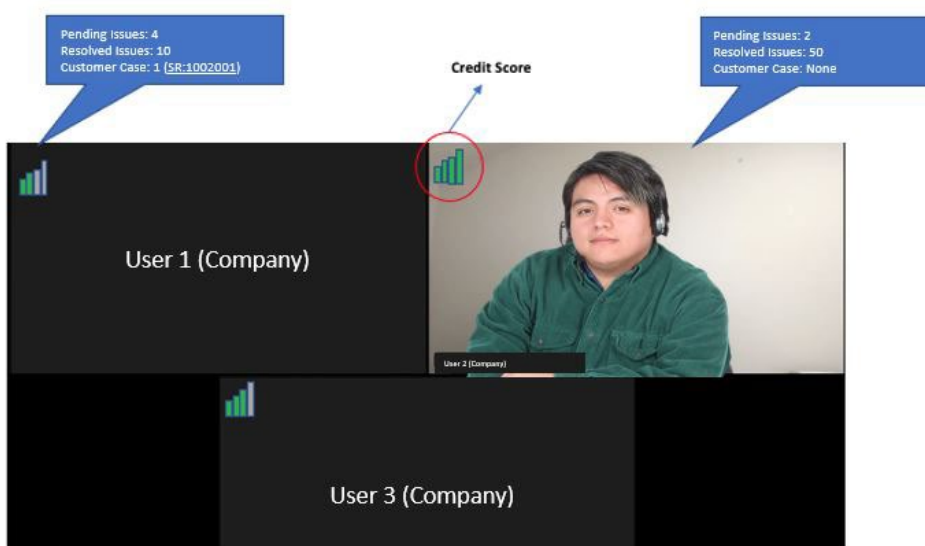 Pending Issues: 4
Resolved Issues: 10
Customer Case: 1 (SR:1002001)
Credit Score
Pending Issues: 2
Resolved Issues: 50
Customer Case: None
User 1 (Company)
User 2 (Company)
User 3 (Company)